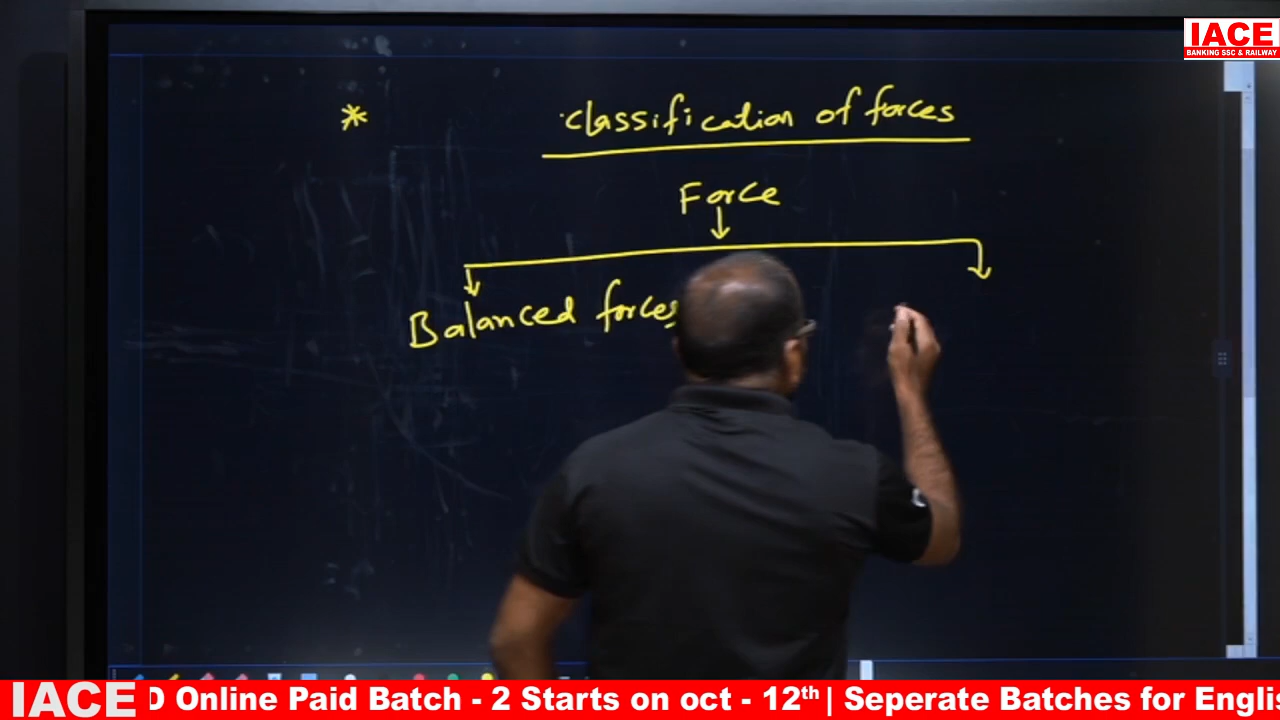 IACE
BANKING SSC & RAILWAY
* Classification of forces
Force
Balanced forces
IACE D Online Paid Batch - 2 Starts on oct - 12th | Seperate Batches for Englis